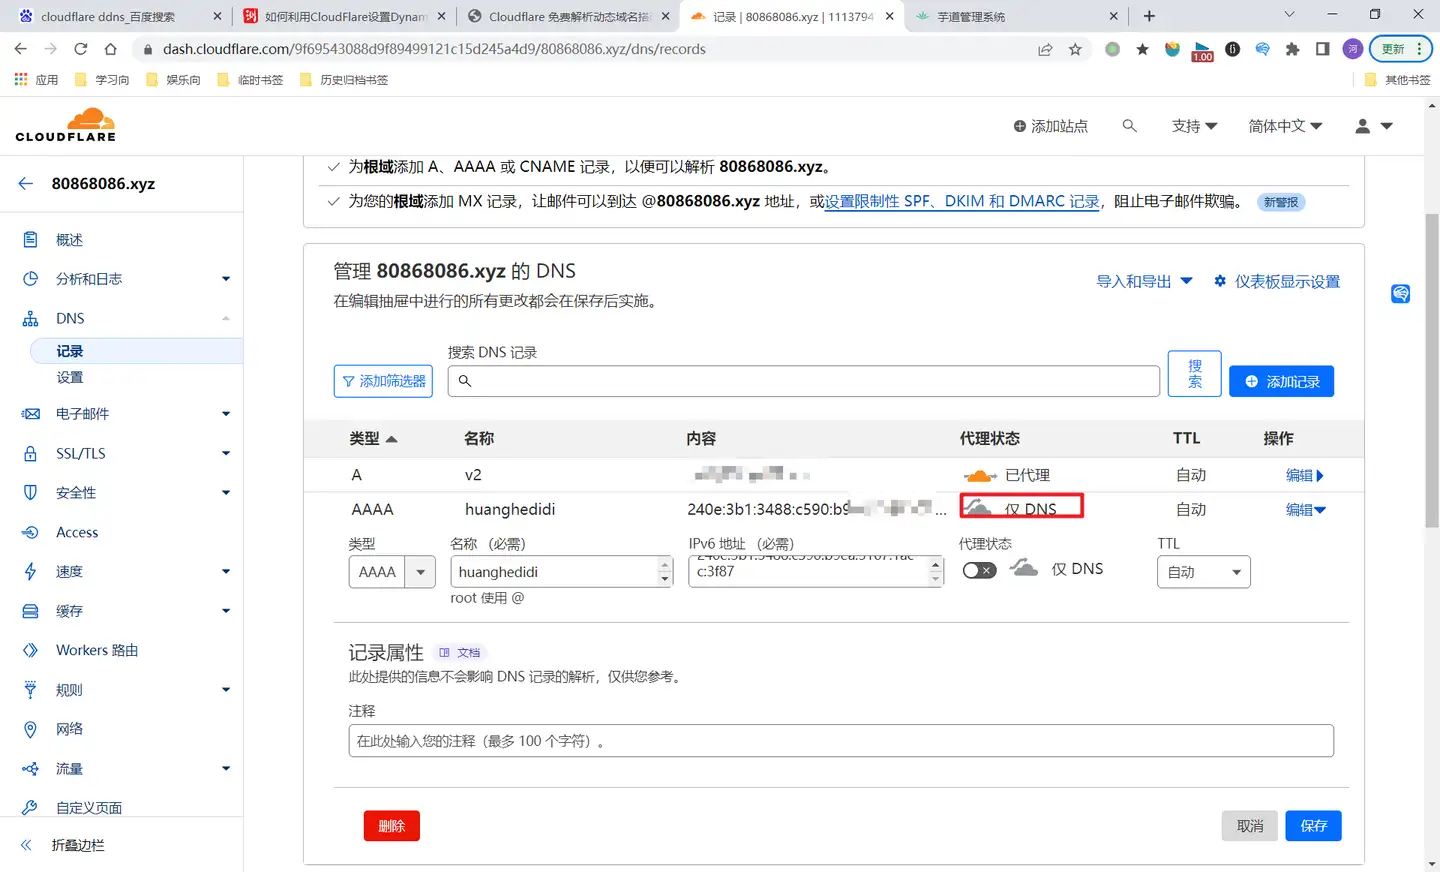 cloudflare ddns_百度搜索
如何利用CloudFlare设置Dynam
Cloudflare 免费解析动态域名搭
记录 | 80868086.xyz | 1113794
芋道管理系统
dash.cloudflare.com/9f69543088d9f89499121c15d245a4d9/80868086.xyz/dns/records
1.00
河
更新
应用
学习向
娱乐向
临时书签
历史归档书签
其他书签
CLOUDFLARE
添加站点
支持
简体中文
80868086.xyz
概述
分析和日志
DNS
记录
设置
电子邮件
SSL/TLS
安全性
Access
速度
缓存
Workers 路由
规则
网络
流量
自定义页面
折叠边栏
为根域添加 A、AAAA 或 CNAME 记录，以便可以解析 80868086.xyz。
为您的根域添加 MX 记录，让邮件可以到达 @80868086.xyz 地址，或设置限制性 SPF、DKIM 和 DMARC 记录，阻止电子邮件欺骗。 新警报
管理 80868086.xyz 的 DNS
在编辑抽屉中进行的所有更改都会在保存后实施。
导入和导出
仪表板显示设置
搜索 DNS 记录
添加筛选器
搜索
添加记录
类型 名称 内容 代理状态 TTL 操作
A v2 已代理 自动 编辑
AAAA huanghedidi 240e:3b1:3488:c590:b9 ... 仅 DNS 自动 编辑
类型 名称 （必需） IPv6 地址 （必需） 代理状态 TTL
AAAA huanghedidi c:3f87 仅 DNS 自动
root 使用 @
记录属性 文档
此处提供的信息不会影响 DNS 记录的解析，仅供您参考。
注释
在此处输入您的注释（最多 100 个字符）。
删除 取消 保存